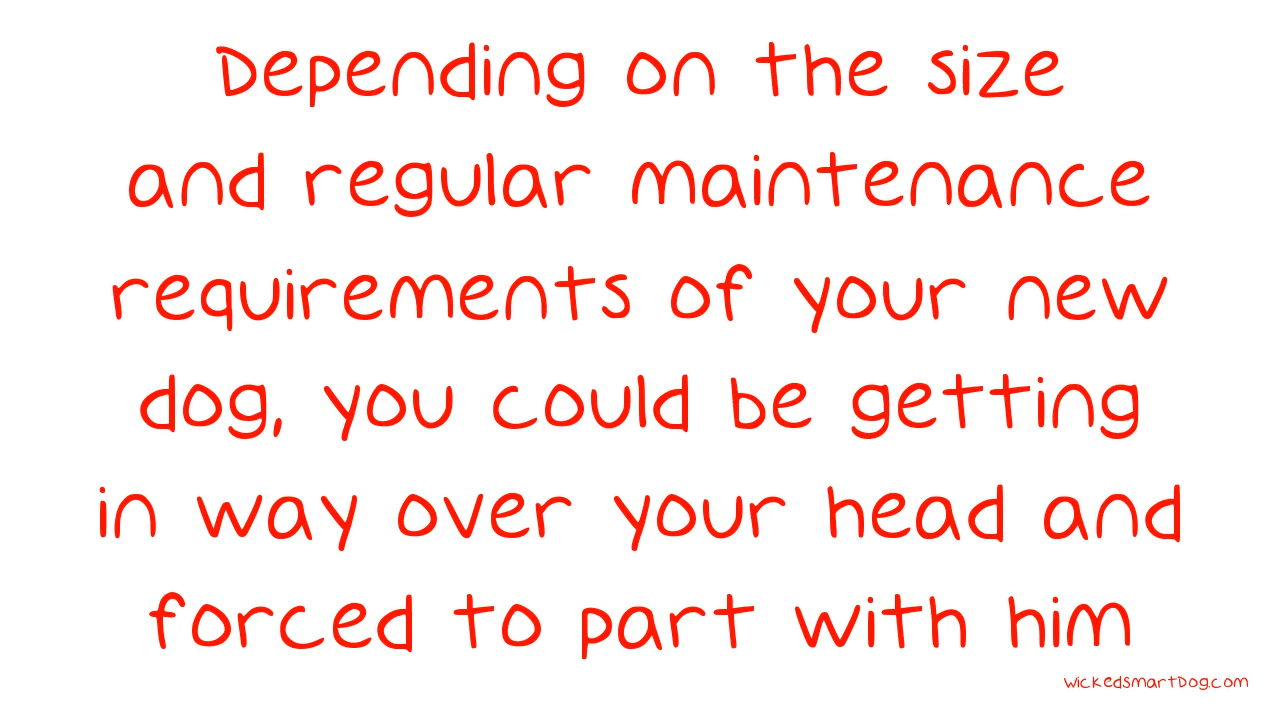 Depending on the size
and regular maintenance
requirements of your new
dog, you could be getting
in way over your head and
forced to part with him
wickedsmartDog.com